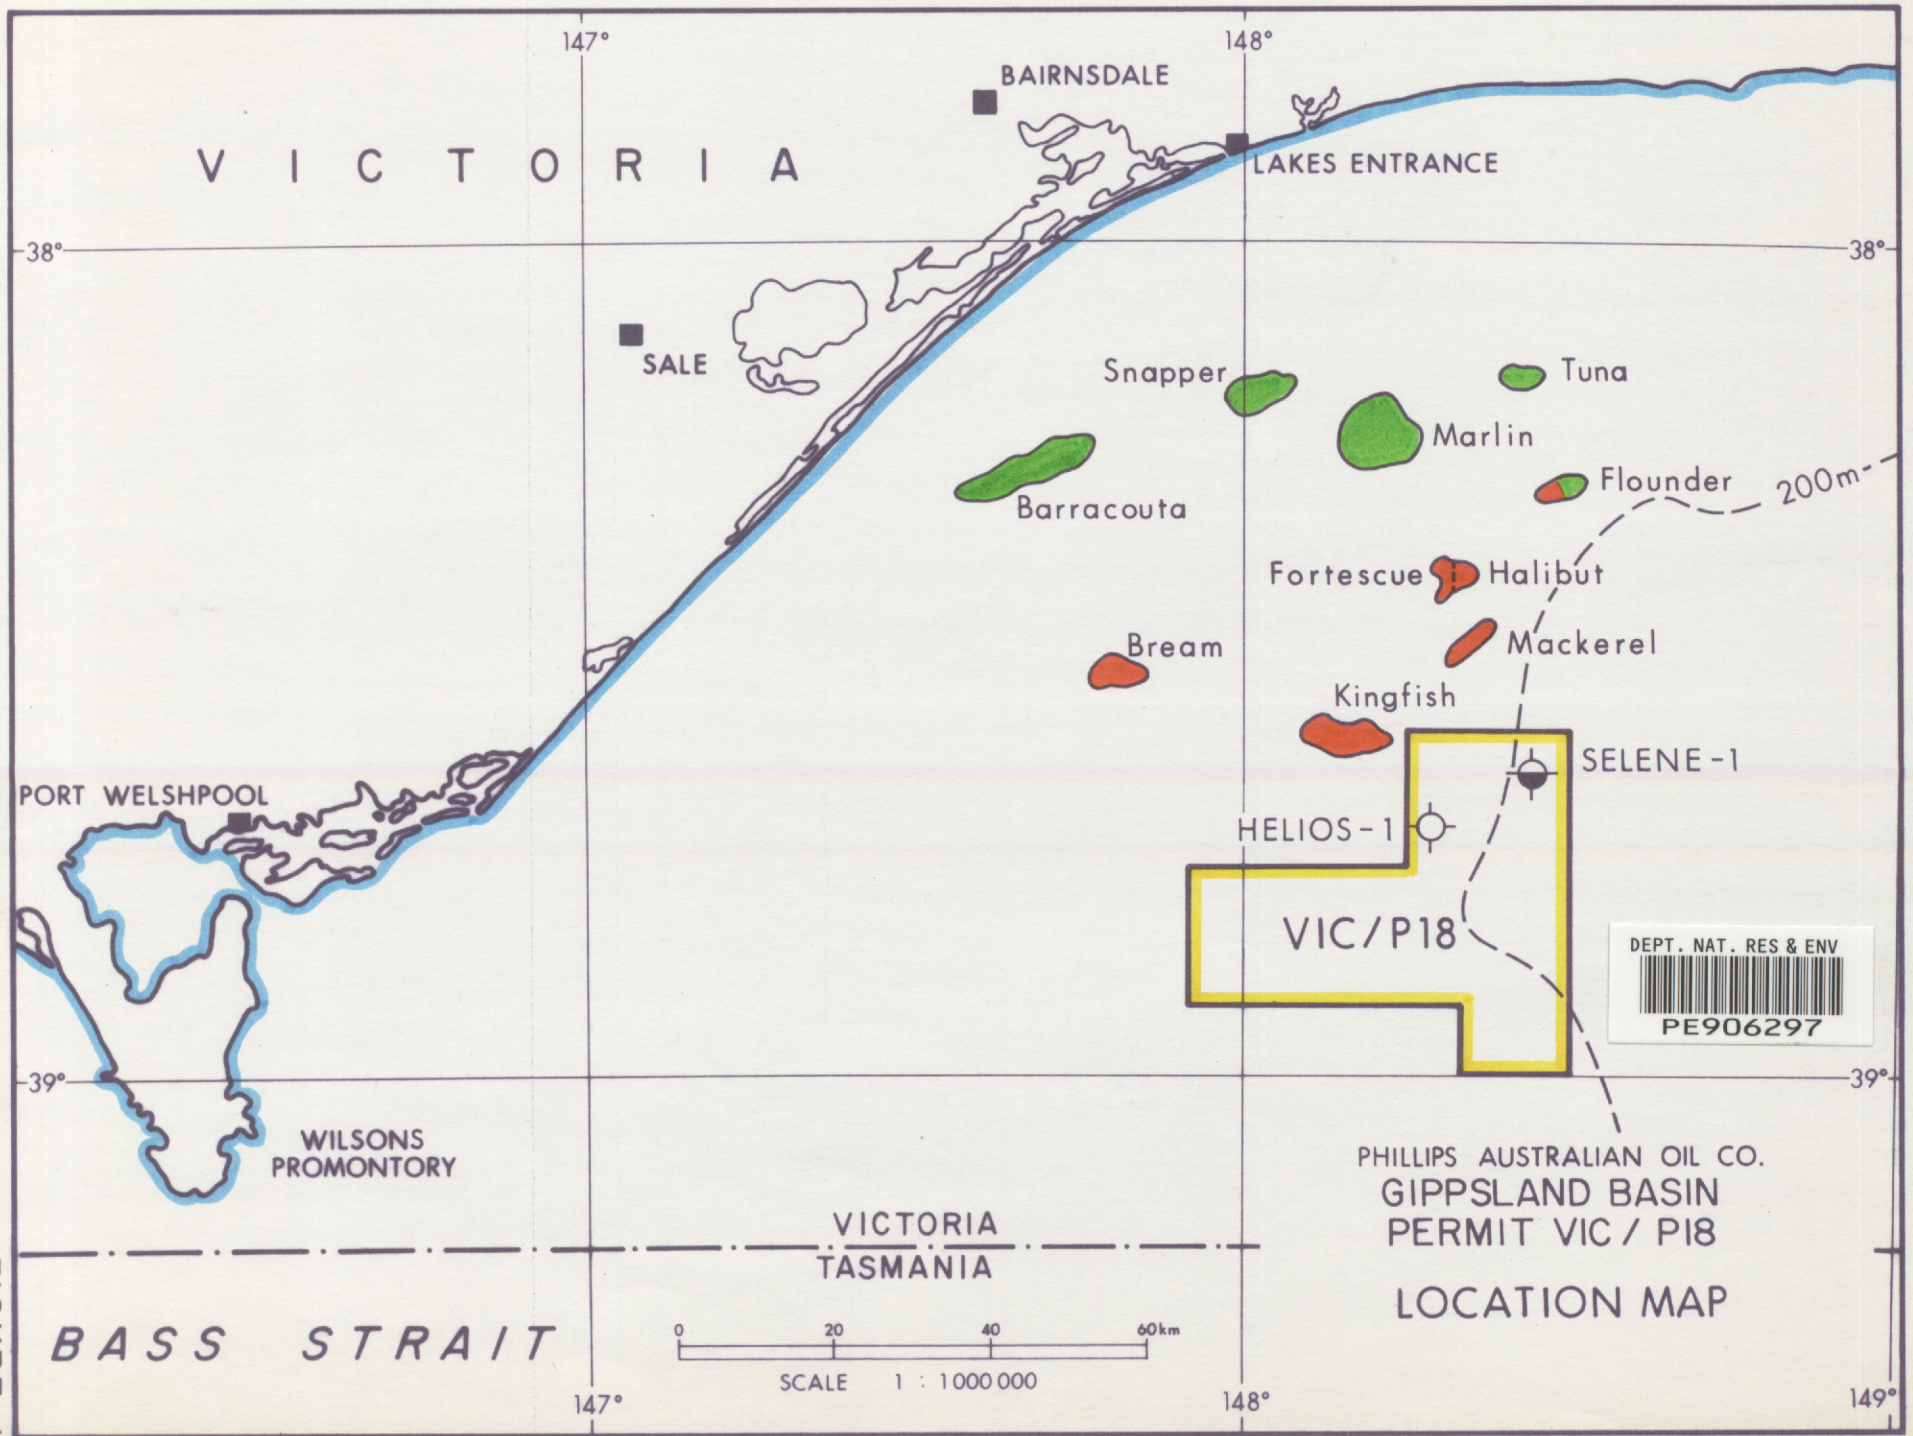 147°
148°
BAIRNSDALE
VICTORIA
LAKES ENTRANCE
38°
38°
SALE
Snapper
Tuna
Marlin
Barracouta
Flounder
200m
Fortescue
Halibut
Bream
Mackerel
Kingfish
SELENE-1
PORT WELSHPOOL
HELIOS-1
VIC/P18
DEPT. NAT. RES & ENV
PE906297
39°
39°
WILSONS
PROMONTORY
PHILLIPS AUSTRALIAN OIL CO.
GIPPSLAND BASIN
PERMIT VIC / P18
VICTORIA
TASMANIA
LOCATION MAP
BASS STRAIT
0 20 40 60km
SCALE 1 : 1000000
147°
148°
149°